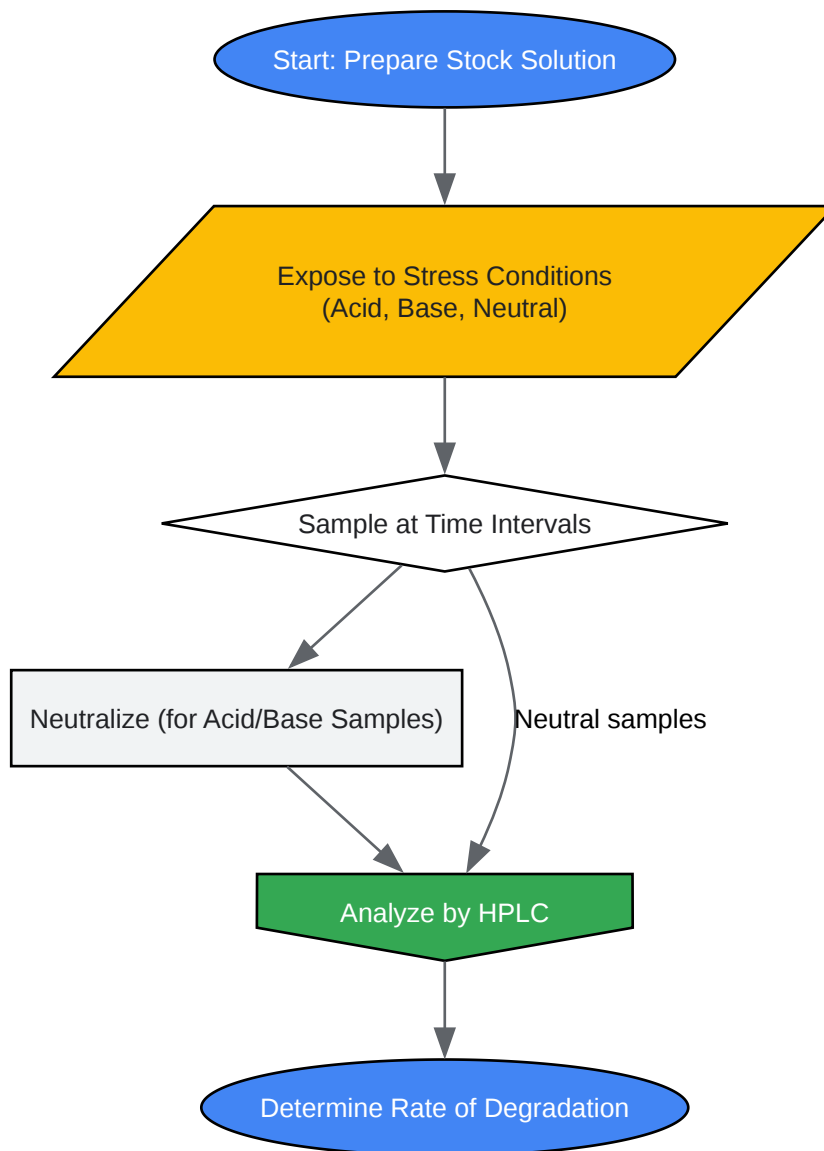 Start: Prepare Stock Solution
Expose to Stress Conditions
(Acid, Base, Neutral)
Sample at Time Intervals
Neutralize (for Acid/Base Samples)
Neutral samples
Analyze by HPLC
Determine Rate of Degradation